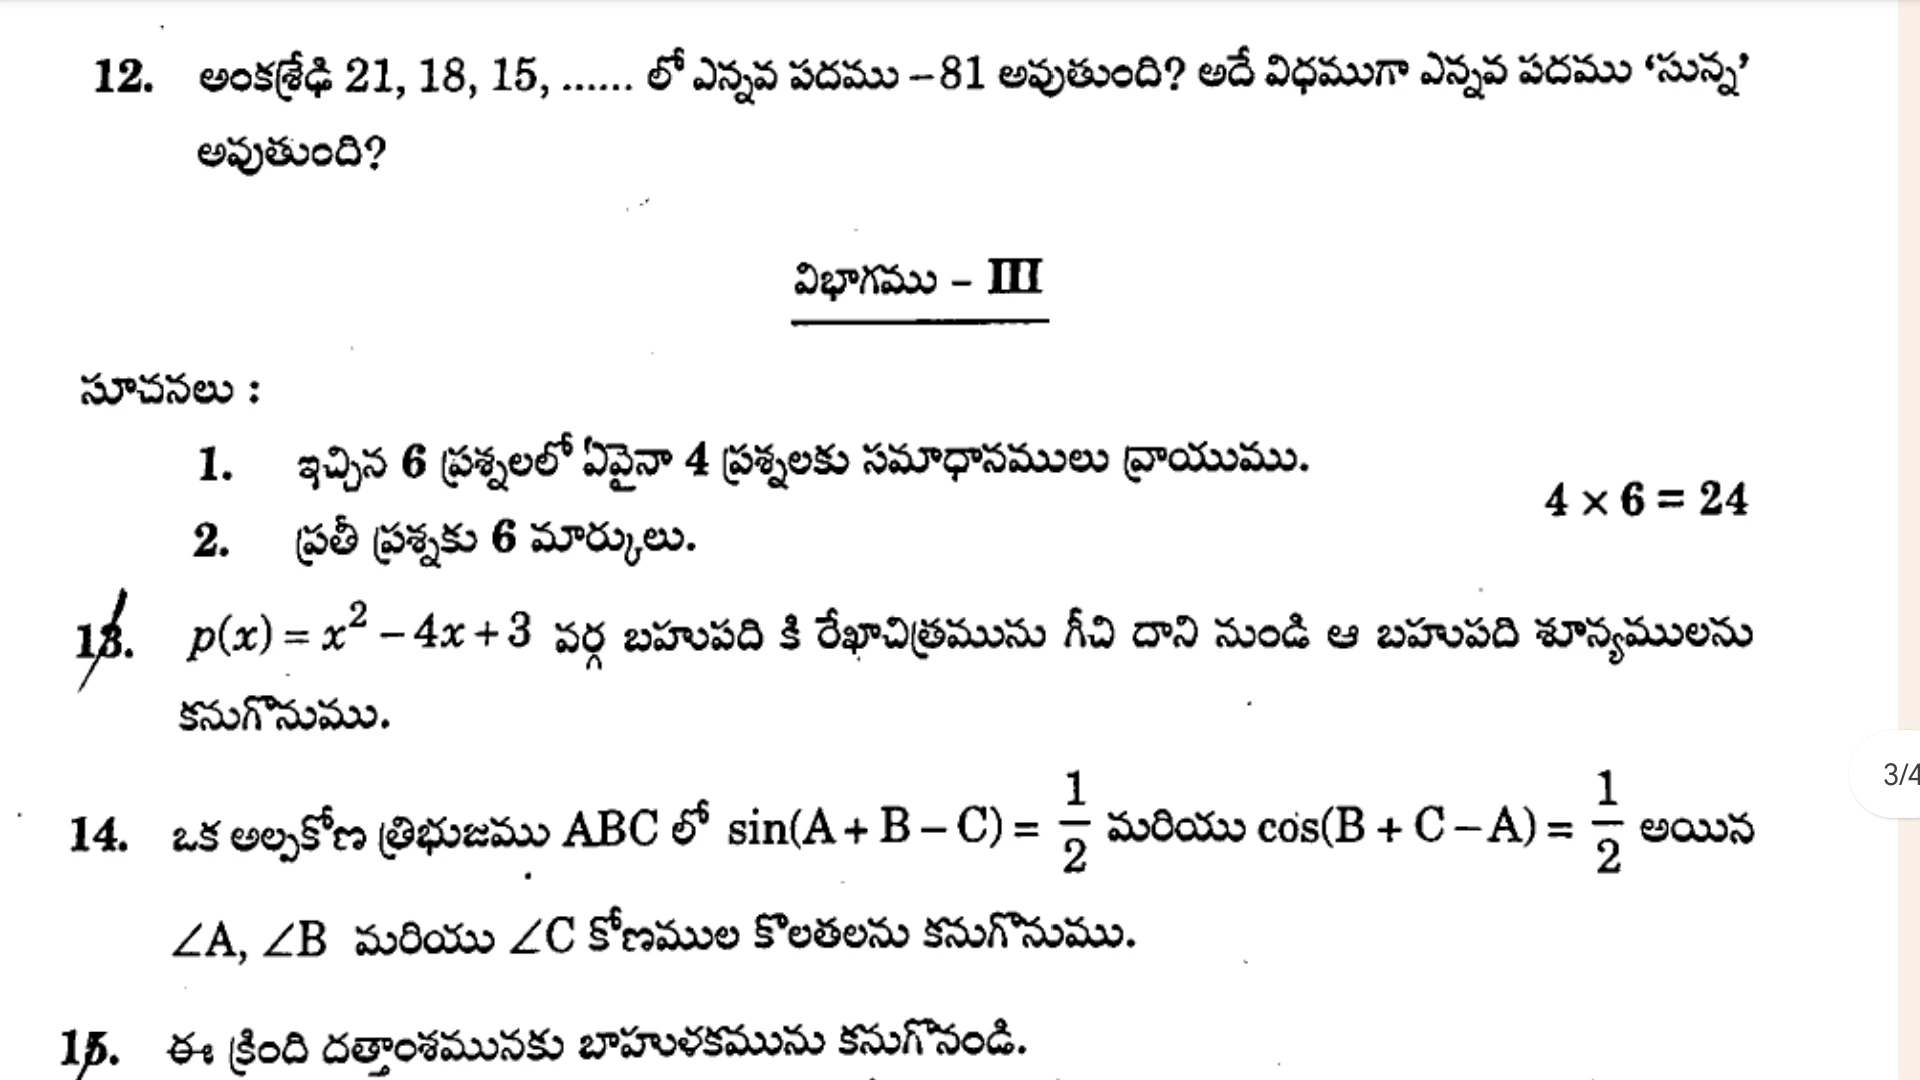 12. అంకశ్రేఢి 21, 18, 15, ...... లో ఎన్నవ పదము –81 అవుతుంది? అదే విధముగా ఎన్నవ పదము ‘సున్న’
అవుతుంది?
విభాగము – III
సూచనలు :
1. ఇచ్చిన 6 ప్రశ్నలలో ఏవైనా 4 ప్రశ్నలకు సమాధానములు వ్రాయుము.
4 × 6 = 24
2. ప్రతీ ప్రశ్నకు 6 మార్కులు.
13. p(x) = x² – 4x + 3 వర్గ బహుపది కి రేఖాచిత్రమును గీచి దాని నుండి ఆ బహుపది శూన్యములను
కనుగొనుము.
14. ఒక అల్పకోణ త్రిభుజము ABC లో sin(A + B – C) = 1/2 మరియు cos(B + C – A) = 1/2 అయిన
∠A, ∠B మరియు ∠C కోణముల కొలతలను కనుగొనుము.
15. ఈ క్రింది దత్తాంశమునకు బాహుళకమును కనుగొనండి.
3/4